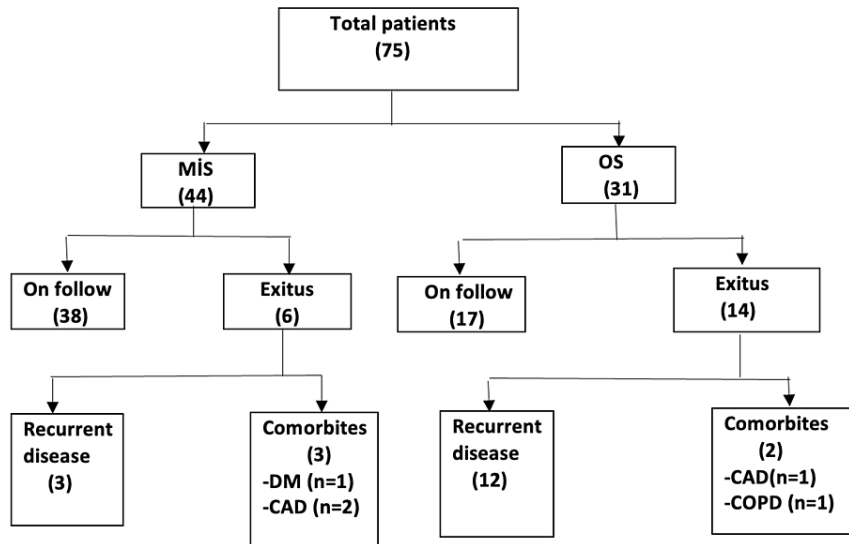 Total patients
(75)
MİS
(44)
OS
(31)
On follow
(38)
Exitus
(6)
On follow
(17)
Exitus
(14)
Recurrent
disease
(3)
Comorbites
(3)
-DM (n=1)
-CAD (n=2)
Recurrent
disease
(12)
Comorbites
(2)
-CAD(n=1)
-COPD (n=1)